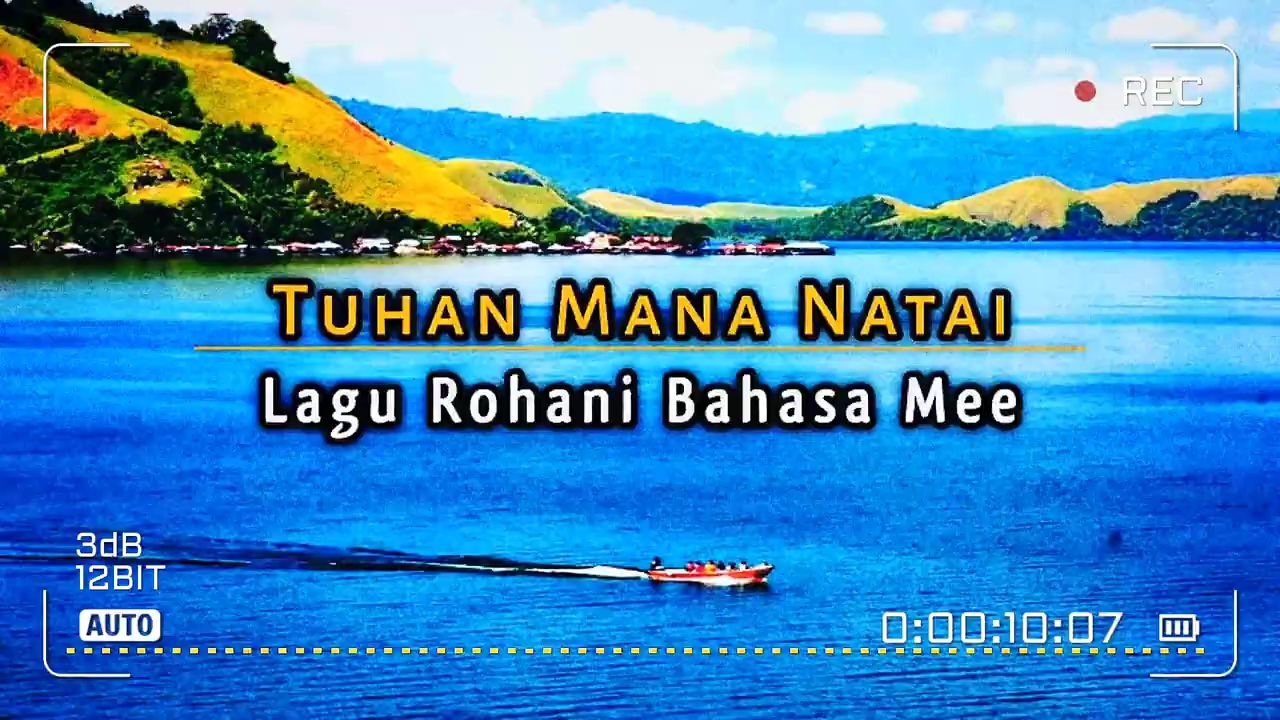 REC
TUHAN MANA NATAI
Lagu Rohani Bahasa Mee
3dB
12BIT
AUTO
0:00:10:07